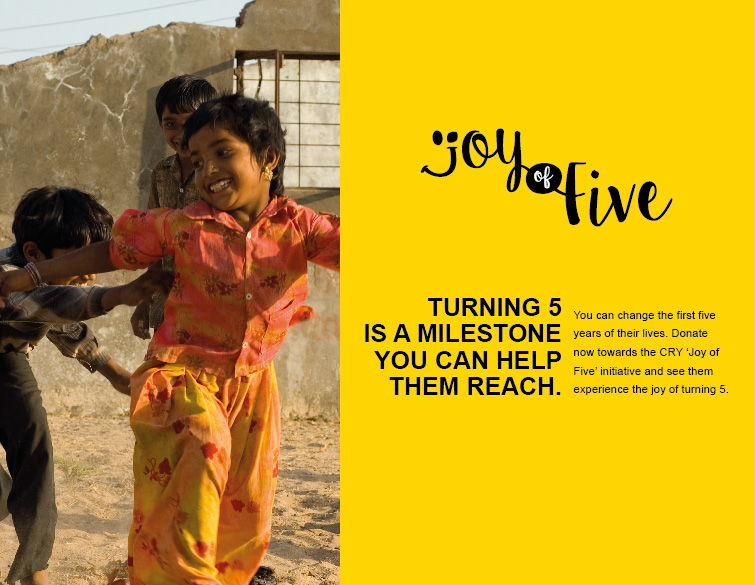 joy of five
TURNING 5
IS A MILESTONE
YOU CAN HELP
THEM REACH.
You can change the first five
years of their lives. Donate
now towards the CRY ‘Joy of
Five’ initiative and see them
experience the joy of turning 5.